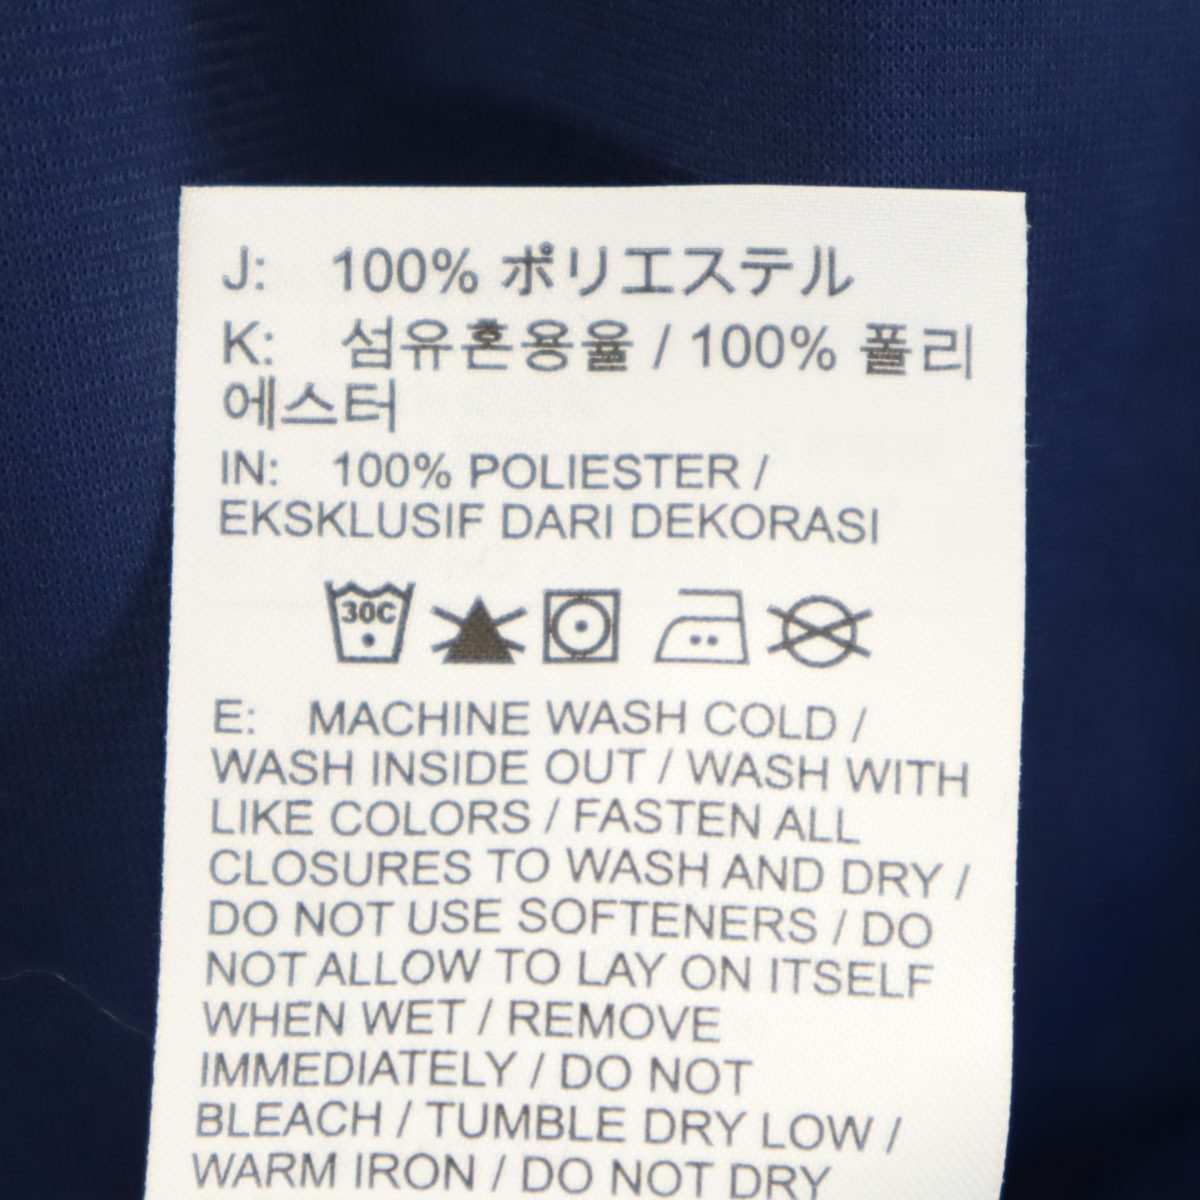 J: 100% ポリエステル
K: 섬유혼용율 / 100% 폴리
에스터
IN: 100% POLIESTER /
EKSKLUSIF DARI DEKORASI
30C
E: MACHINE WASH COLD /
WASH INSIDE OUT / WASH WITH
LIKE COLORS / FASTEN ALL
CLOSURES TO WASH AND DRY /
DO NOT USE SOFTENERS / DO
NOT ALLOW TO LAY ON ITSELF
WHEN WET / REMOVE
IMMEDIATELY / DO NOT
BLEACH / TUMBLE DRY LOW /
WARM IRON / DO NOT DRY